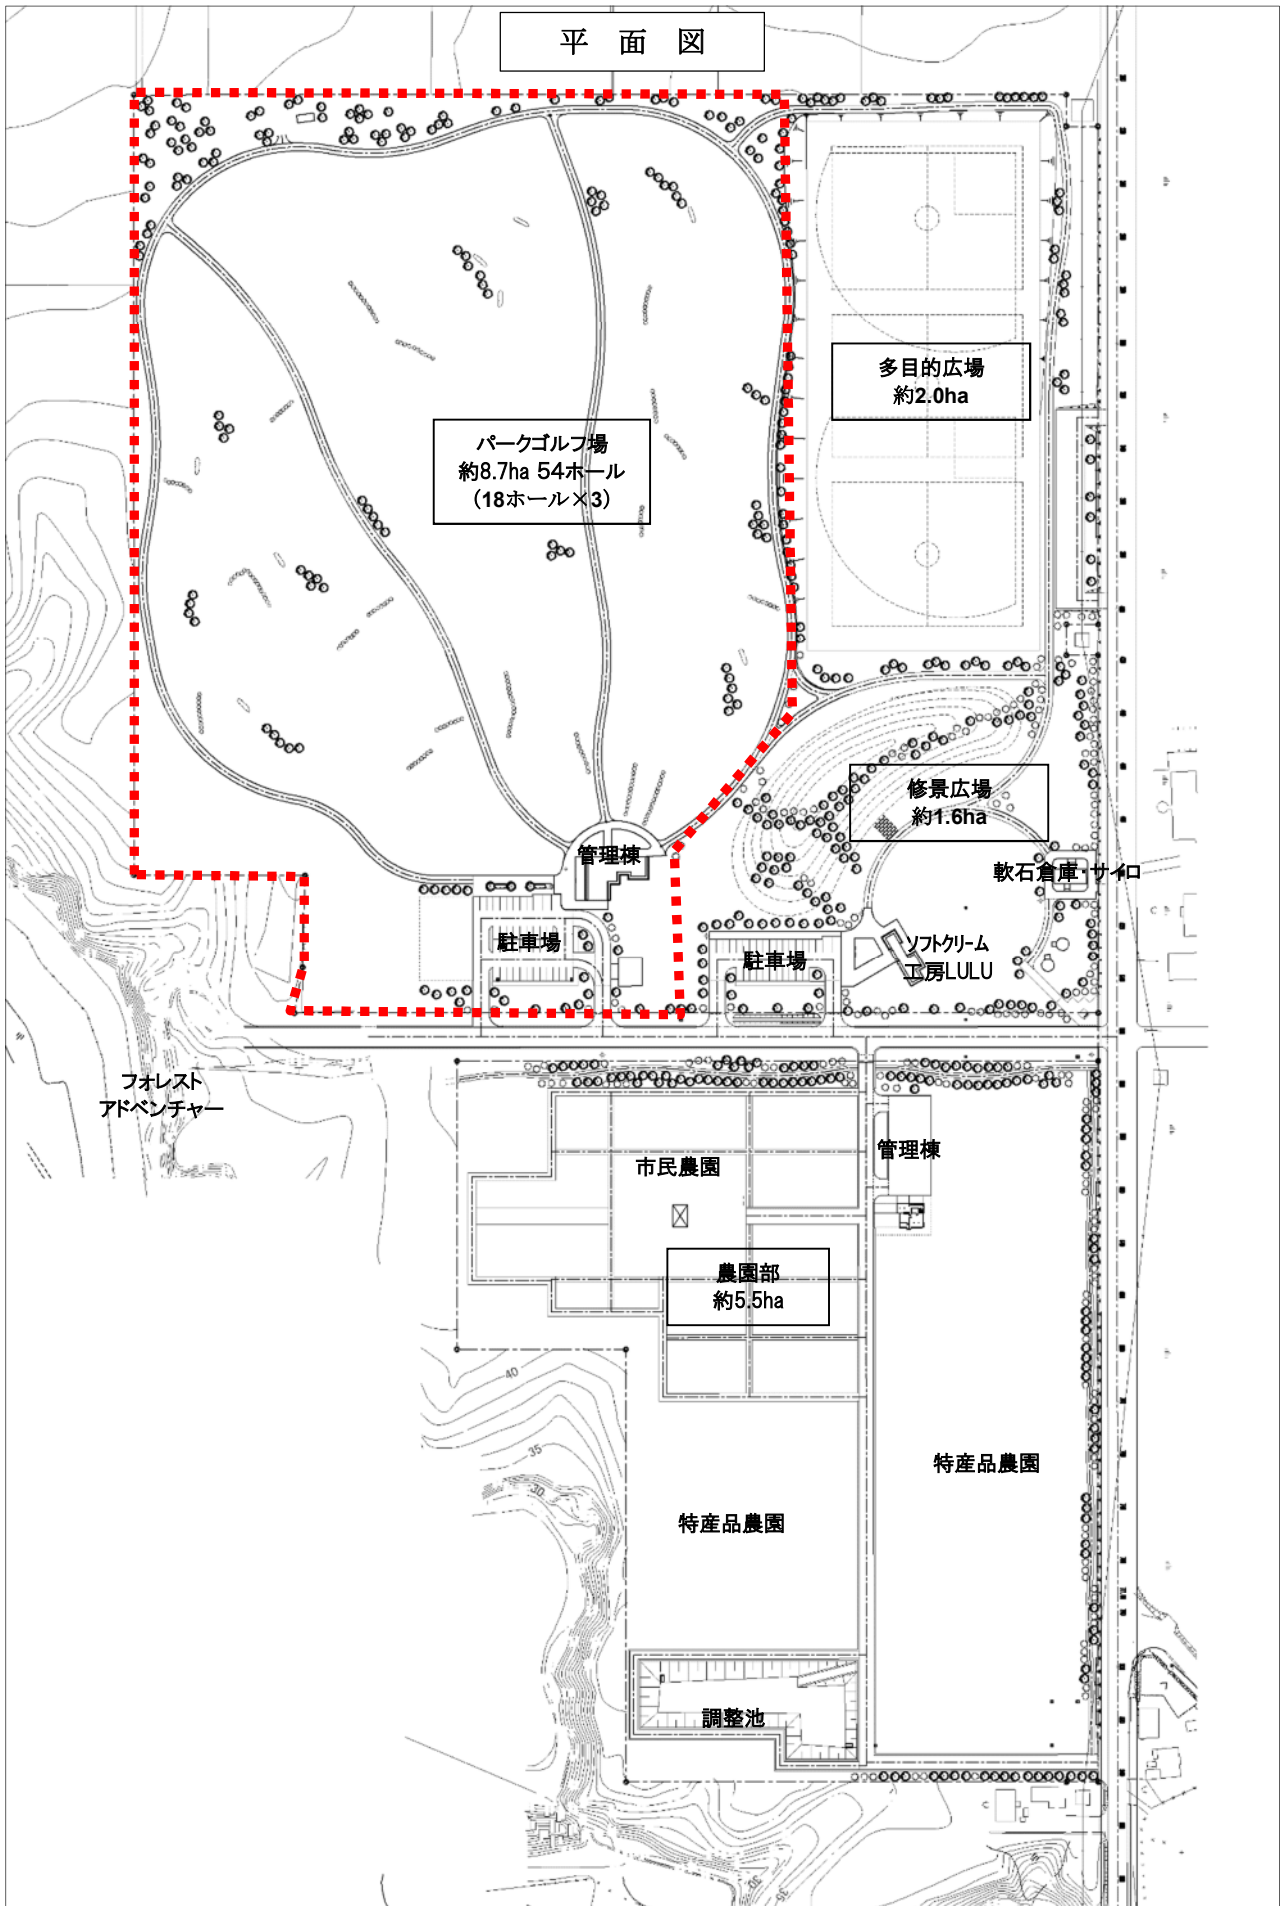 平 面 図
多目的広場
約2.0ha
パークゴルフ場
約8.7ha 54ホール
（18ホール×3）
修景広場
約1.6ha
管理棟
軟石倉庫・サイロ
駐車場
駐車場
ソフトクリーム
工房LULU
フォレスト
アドベンチャー
管理棟
市民農園
農園部
約5.5ha
40
35
30
特産品農園
特産品農園
調整池
30
35